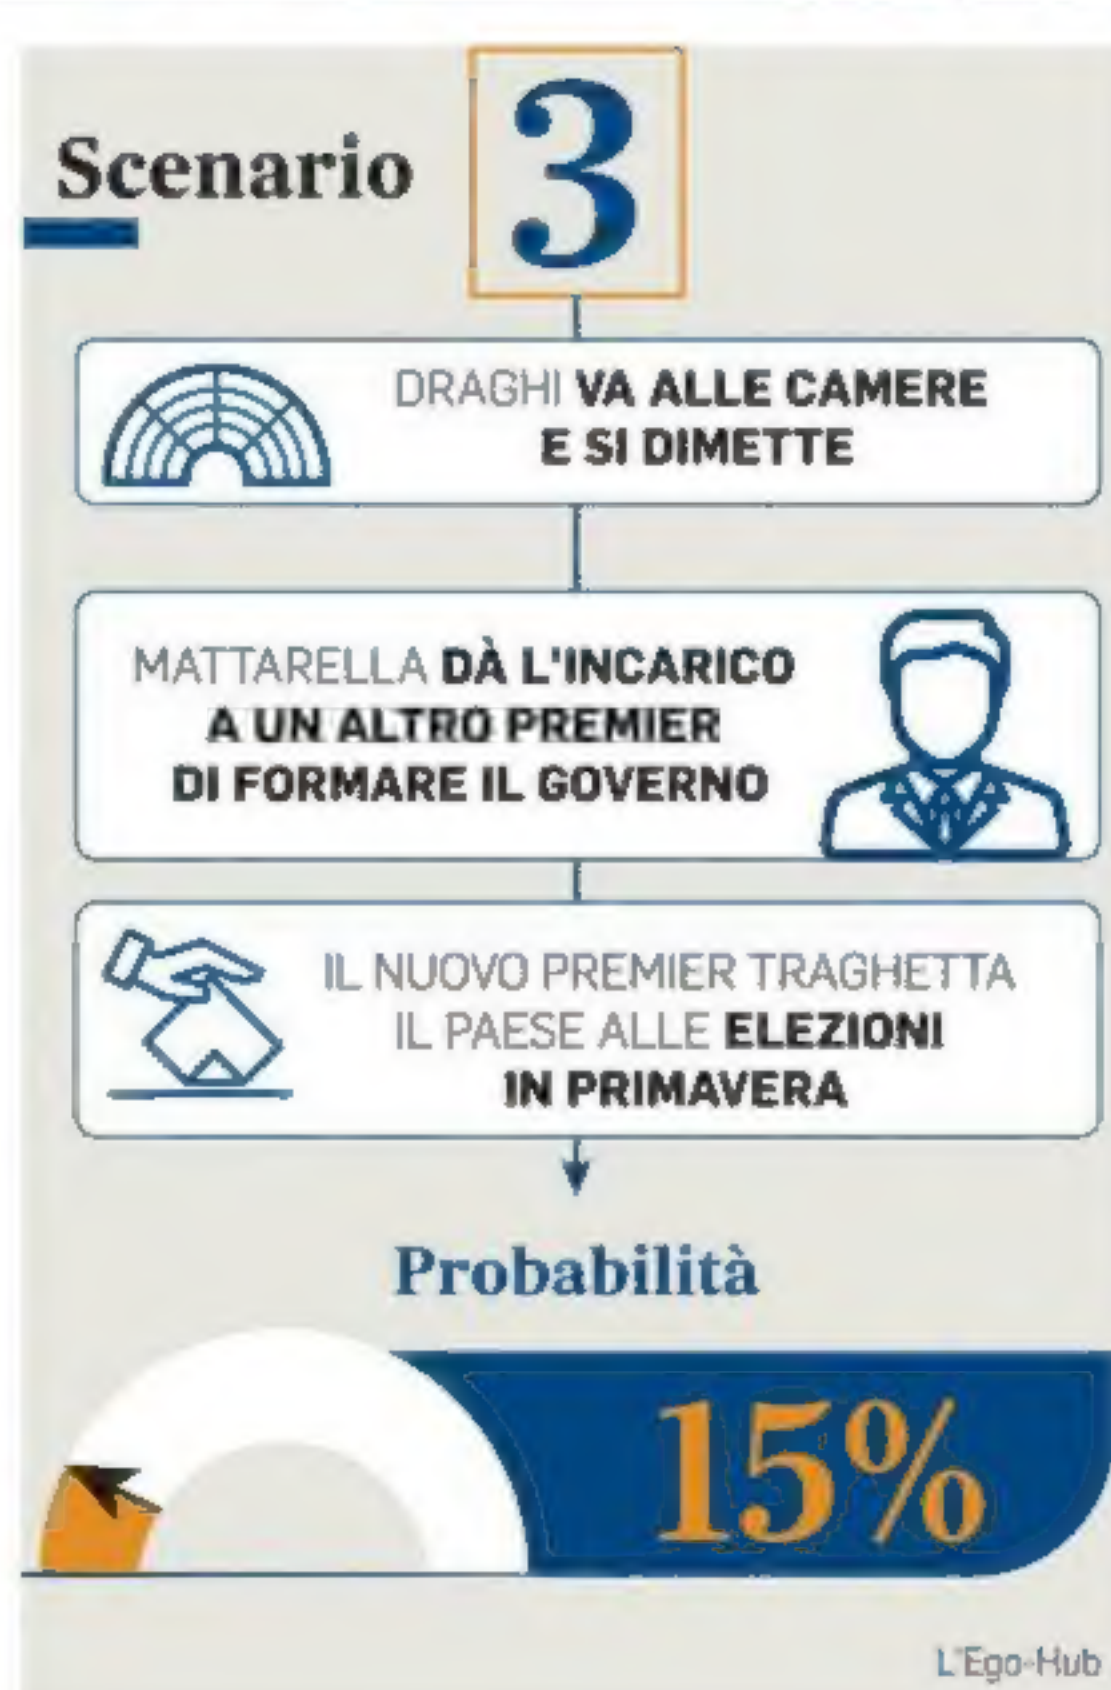 Scenario 3
DRAGHI VA ALLE CAMERE
E SI DIMETTE
MATTARELLA DÀ L'INCARICO
A UN ALTRO PREMIER
DI FORMARE IL GOVERNO
IL NUOVO PREMIER TRAGHETTA
IL PAESE ALLE ELEZIONI
IN PRIMAVERA
Probabilità
15%
L'Ego-Hub